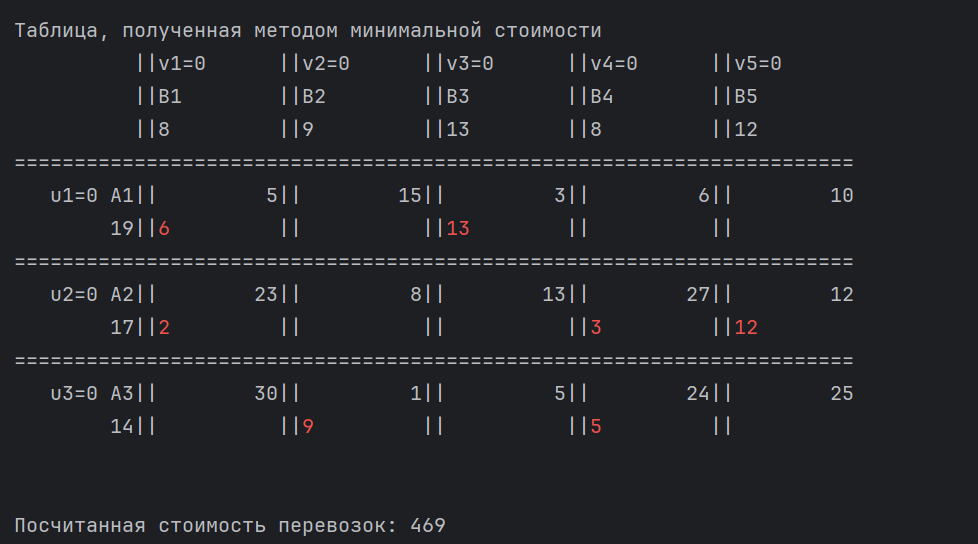 Таблица, полученная методом минимальной стоимости
||v1=0 ||v2=0 ||v3=0 ||v4=0 ||v5=0
||B1 ||B2 ||B3 ||B4 ||B5
||8 ||9 ||13 ||8 ||12
======================================================================
u1=0 A1|| 5|| 15|| 3|| 6|| 10
19||6 || ||13 || ||
======================================================================
u2=0 A2|| 23|| 8|| 13|| 27|| 12
17||2 || || ||3 ||12
======================================================================
u3=0 A3|| 30|| 1|| 5|| 24|| 25
14|| ||9 || ||5 ||
Посчитанная стоимость перевозок: 469